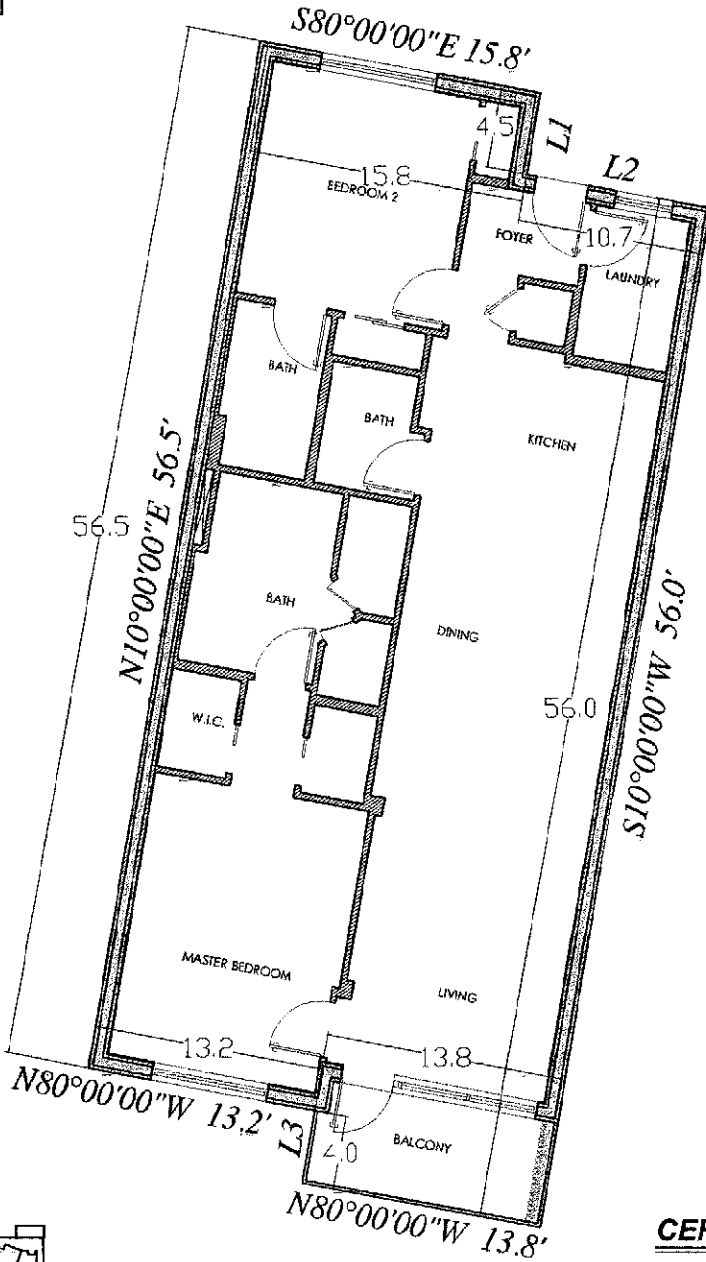 S80°00'00"E 15.8'
L1
L2
4.5
15.8
BEDROOM 2
FOYER
10.7
LAUNDRY
BATH
BATH
KITCHEN
N10°00'00"E 56.5'
56.5
BATH
DINING
S10°00'00"W 56.0'
56.0
W.I.C.
MASTER BEDROOM
LIVING
13.2
13.8
N80°00'00"W 13.2'
L3
4.0
BALCONY
N80°00'00"W 13.8'